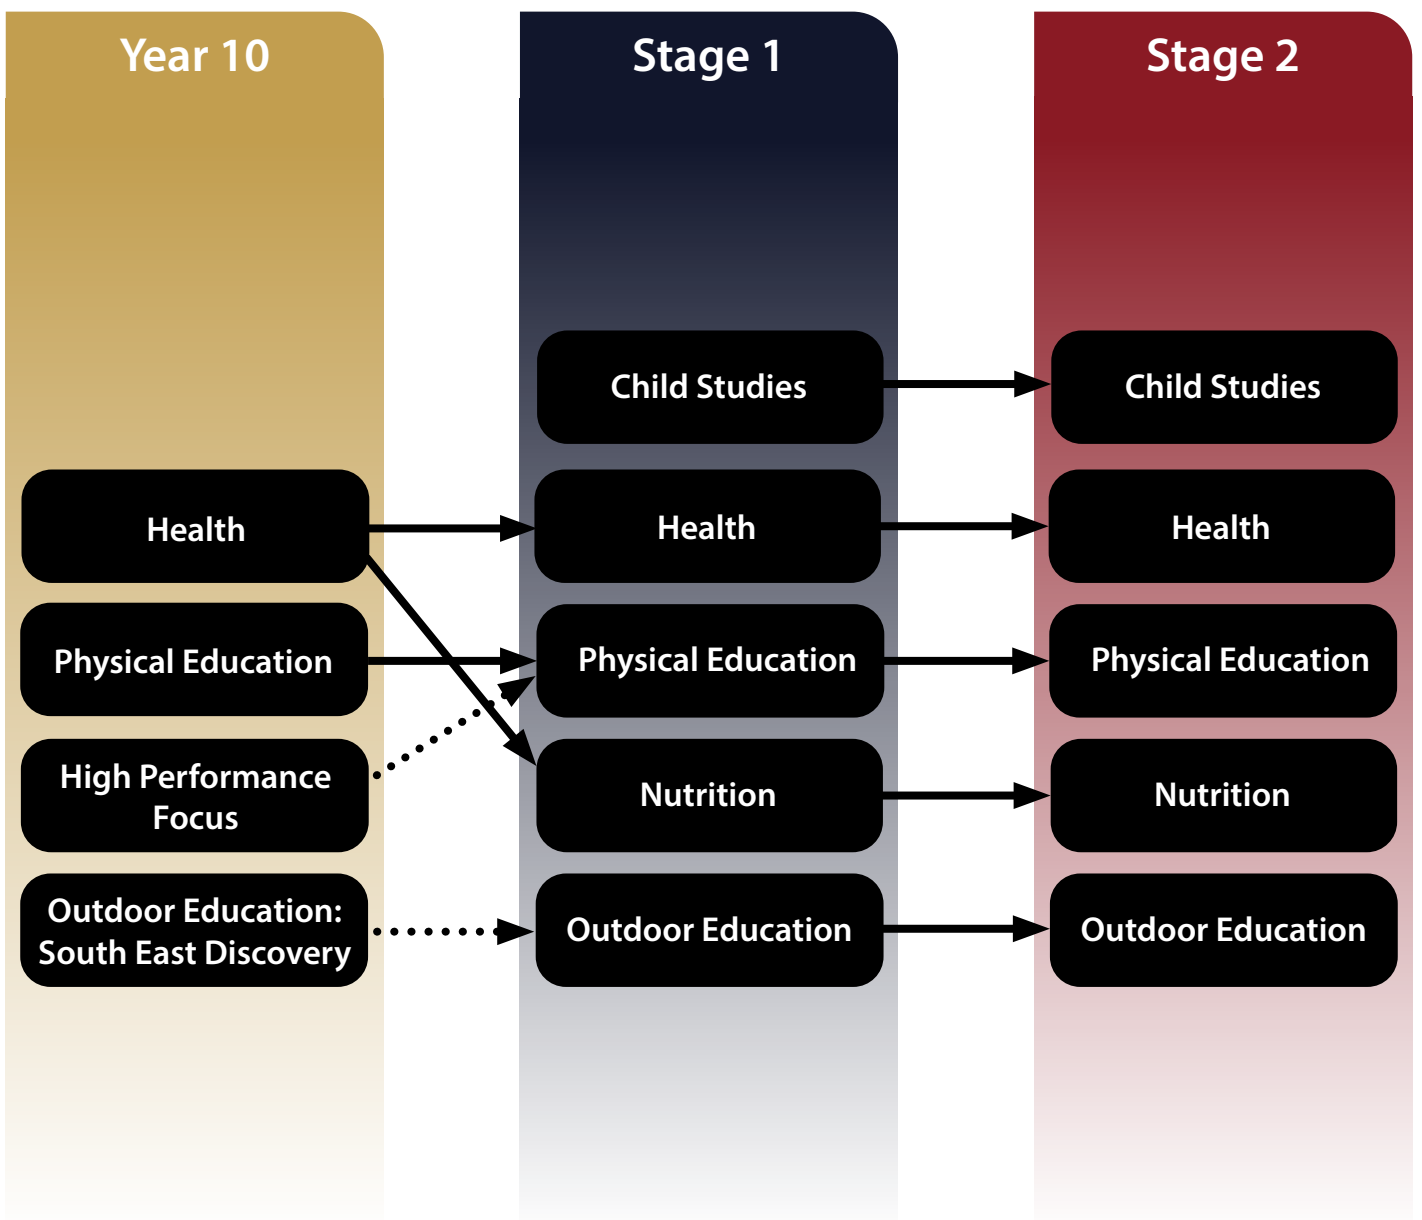 Year 10
Stage 1
Stage 2
Child Studies
Child Studies
Health
Health
Health
Physical Education
Physical Education
Physical Education
High Performance
Focus
Nutrition
Nutrition
Outdoor Education:
South East Discovery
Outdoor Education
Outdoor Education